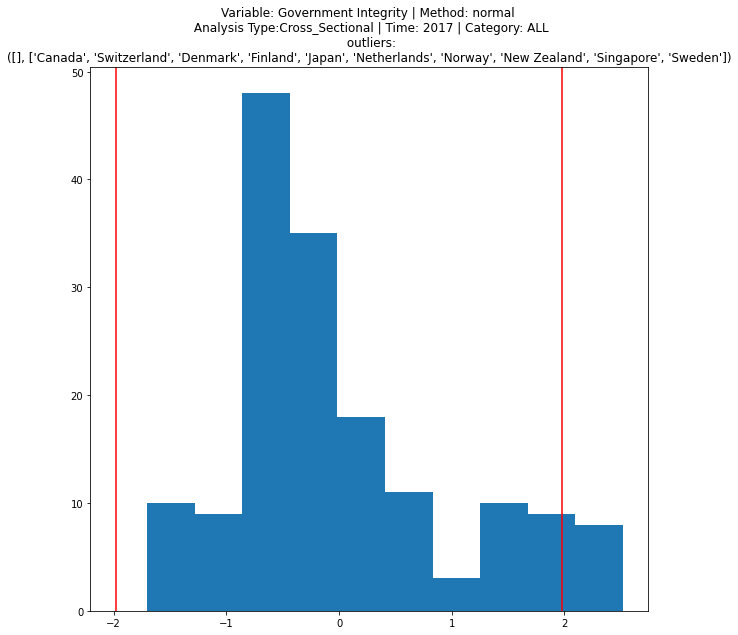 Variable: Government Integrity | Method: normal
Analysis Type:Cross_Sectional | Time: 2017 | Category: ALL
outliers:
([], ['Canada', 'Switzerland', 'Denmark', 'Finland', 'Japan', 'Netherlands', 'Norway', 'New Zealand', 'Singapore', 'Sweden'])
50
40
30
20
10
0
−2
−1
0
1
2